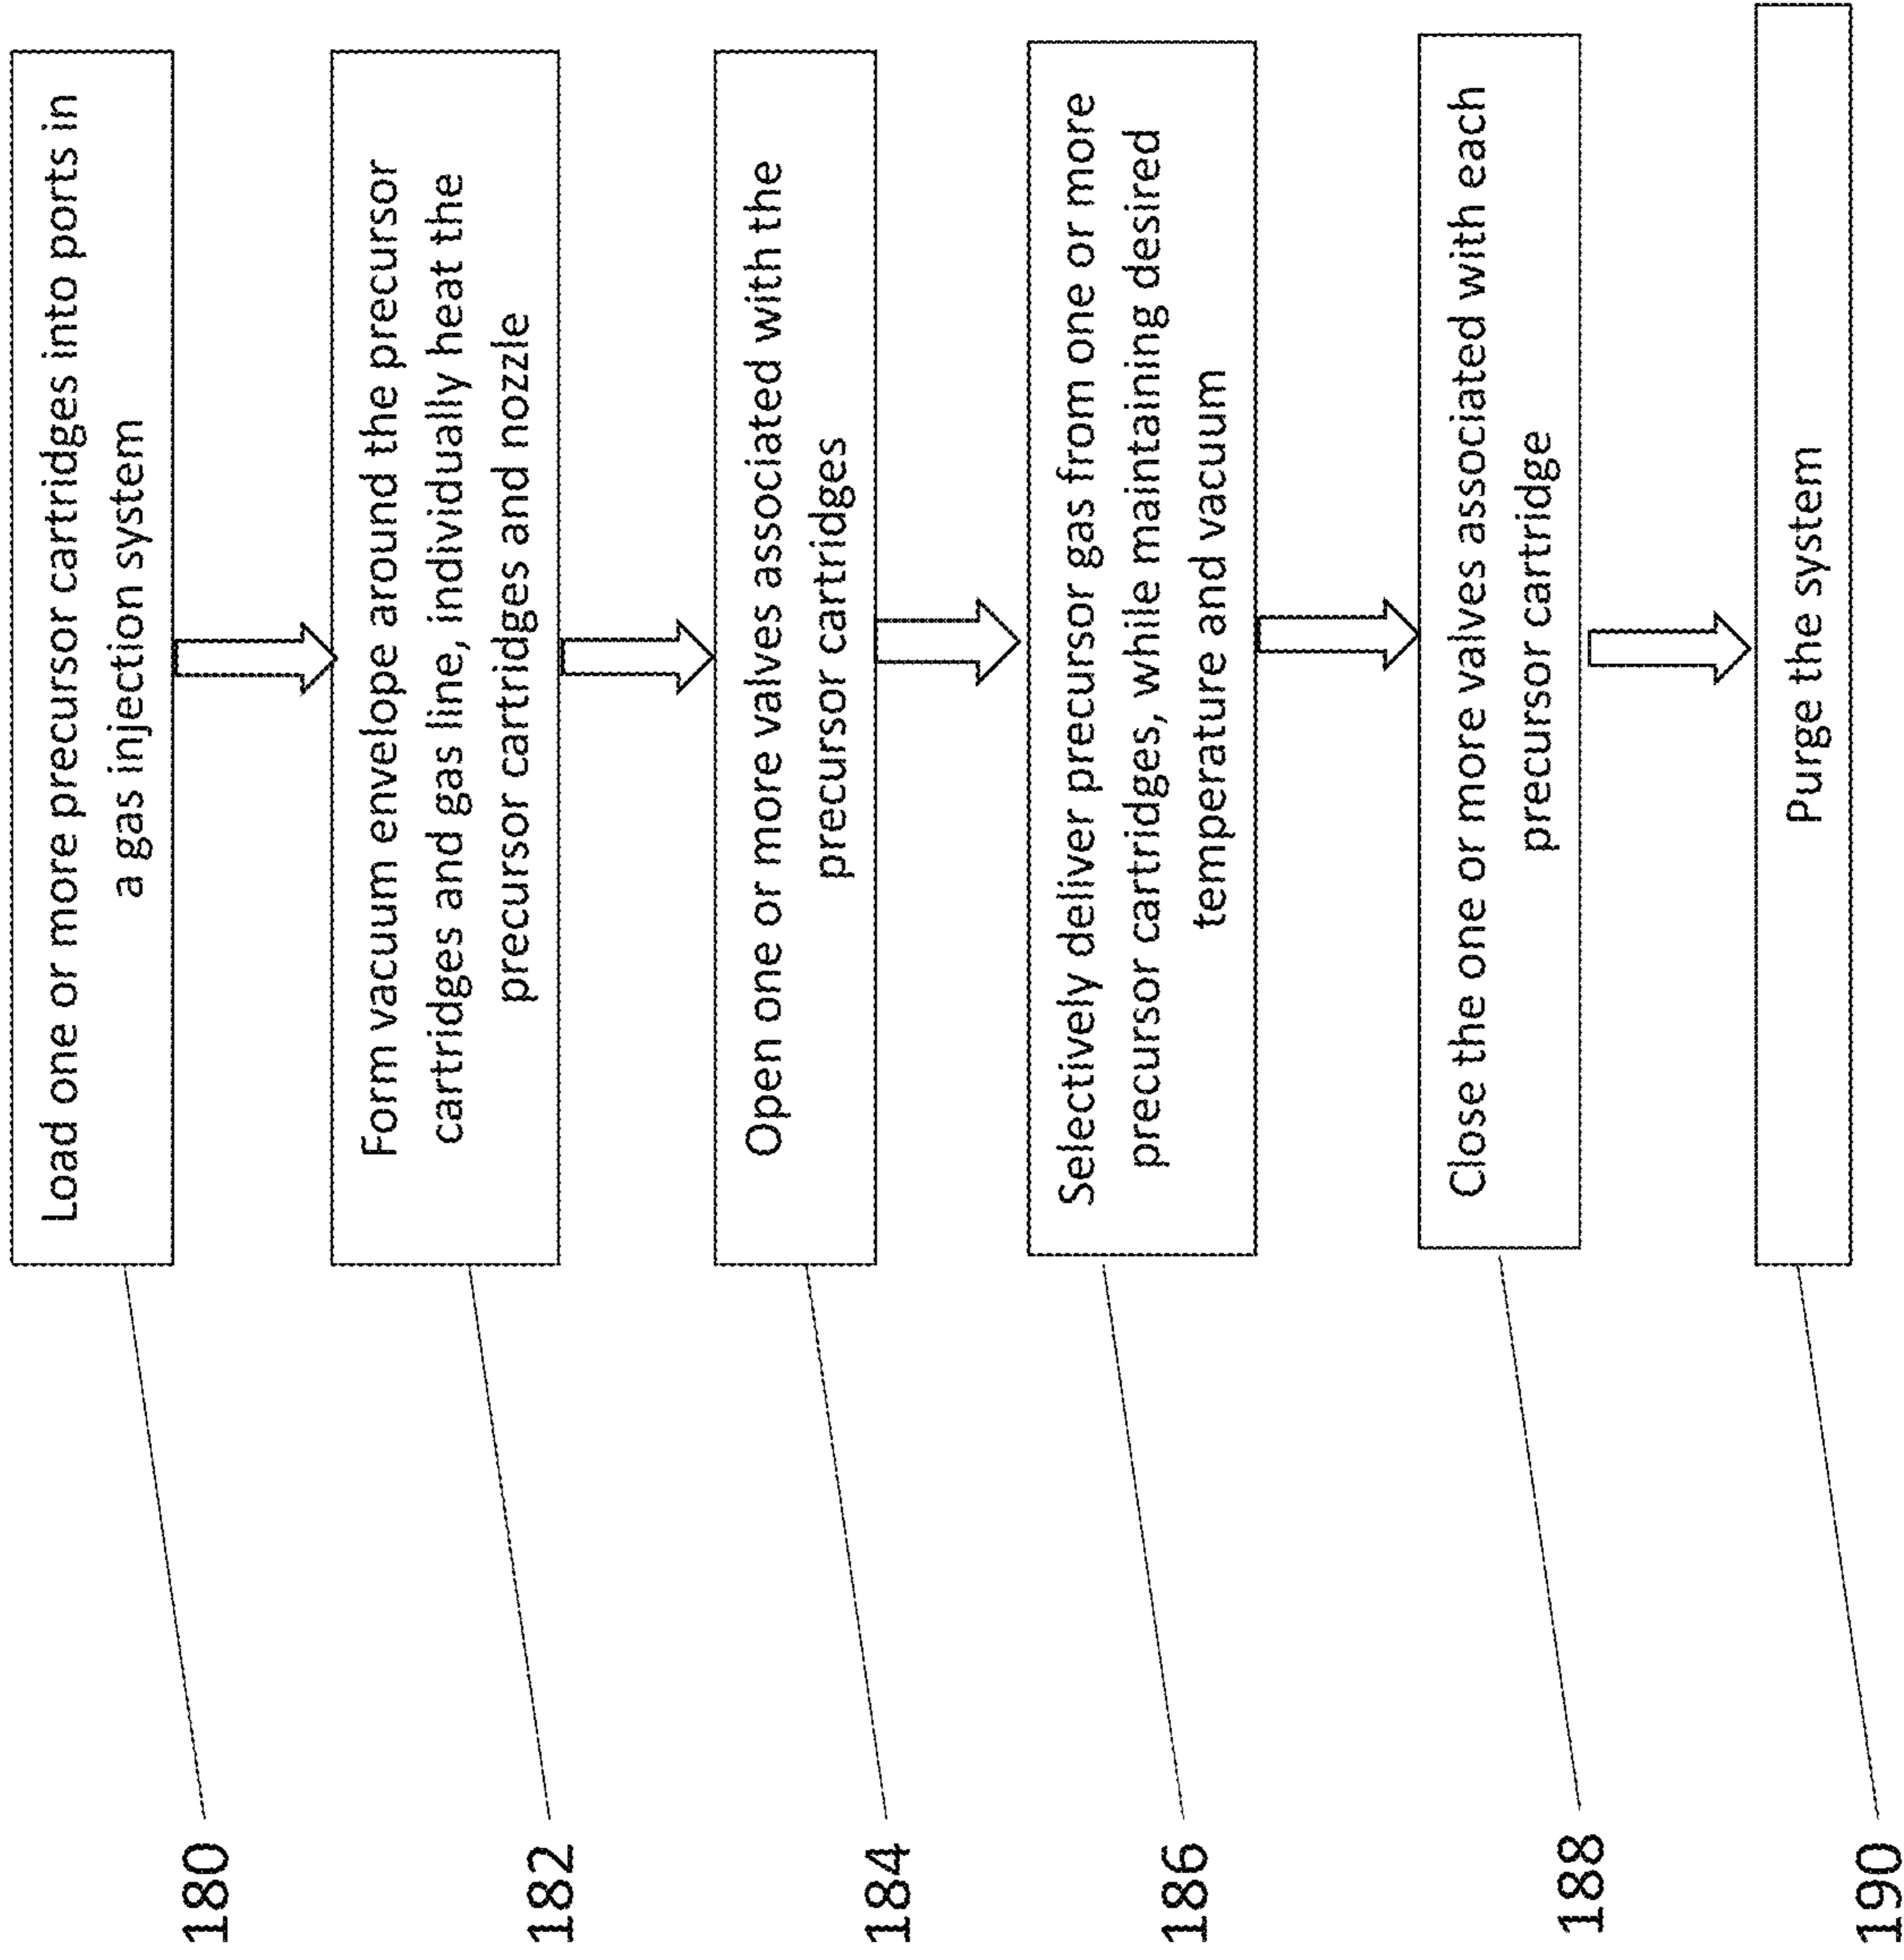 180
Load one or more precursor cartridges into ports in
a gas injection system
182
Form vacuum envelope around the precursor
cartridges and gas line, individually heat the
precursor cartridges and nozzle
184
Open one or more valves associated with the
precursor cartridges
186
Selectively deliver precursor gas from one or more
precursor cartridges, while maintaining desired
temperature and vacuum
188
Close the one or more valves associated with each
precursor cartridge
190
Purge the system